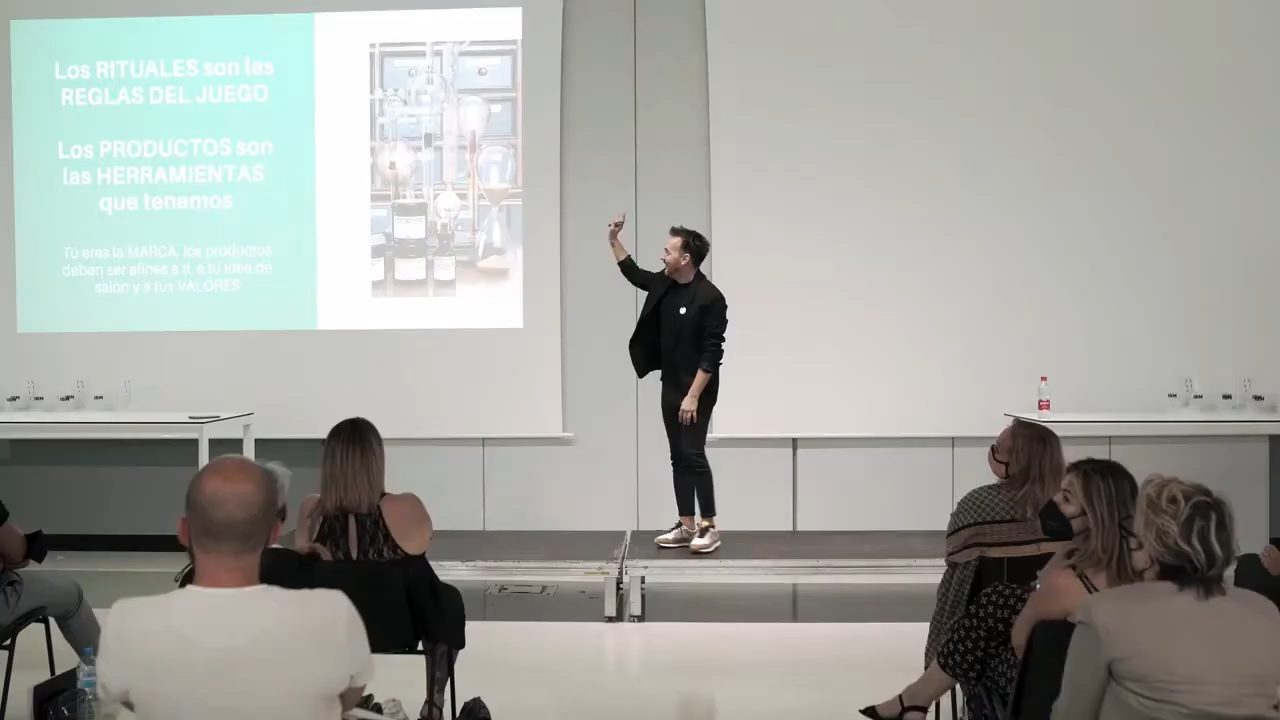 Los RITUALES son las
REGLAS DEL JUEGO
Los PRODUCTOS son
las HERRAMIENTAS
que tenemos
Tú eres la MARCA, los productos
deban ser afines a ti, a tu idea de
salón y a tus VALORES